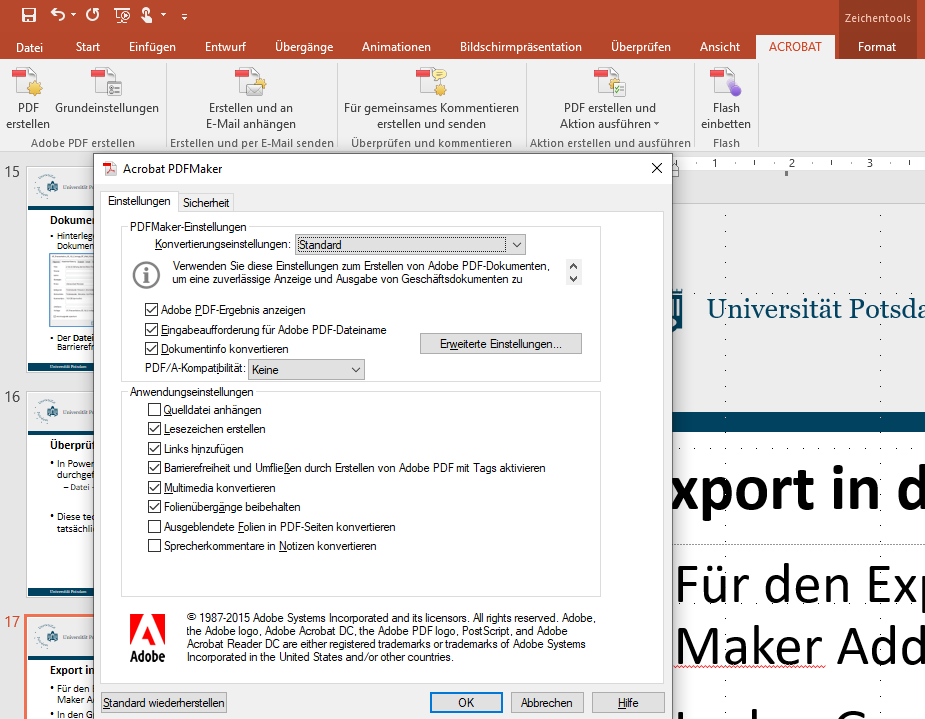 Zeichentools
Datei Start Einfügen Entwurf Übergänge Animationen Bildschirmpräsentation Überprüfen Ansicht ACROBAT Format
PDF erstellen
Grundeinstellungen
Erstellen und an
E-Mail anhängen
Für gemeinsames Kommentieren
erstellen und senden
PDF erstellen und
Aktion ausführen
Flash
einbetten
Adobe PDF erstellen
Erstellen und per E-Mail senden
Überprüfen und kommentieren
Aktion erstellen und ausführen
Flash
1 2 3
15
Dokumen
• Hinterleg
Dokumen
• Der Datei
Barrierefr
Universität Potsdam
16
Überprüf
• In Power
durchgef
– Datei
• Diese tec
tatsächli
Universität Potsdam
17
Export in
• Für den
Maker Ad
• In den G
Acrobat PDFMaker
Einstellungen Sicherheit
PDFMaker-Einstellungen
Konvertierungseinstellungen: Standard
Verwenden Sie diese Einstellungen zum Erstellen von Adobe PDF-Dokumenten,
um eine zuverlässige Anzeige und Ausgabe von Geschäftsdokumenten zu
Adobe PDF-Ergebnis anzeigen
Eingabeaufforderung für Adobe PDF-Dateiname
Dokumentinfo konvertieren
Erweiterte Einstellungen...
PDF/A-Kompatibilität: Keine
Anwendungseinstellungen
Quelldatei anhängen
Lesezeichen erstellen
Links hinzufügen
Barrierefreiheit und Umfließen durch Erstellen von Adobe PDF mit Tags aktivieren
Multimedia konvertieren
Folienübergänge beibehalten
Ausgeblendete Folien in PDF-Seiten konvertieren
Sprecherkommentare in Notizen konvertieren
Adobe
© 1987-2015 Adobe Systems Incorporated and its licensors. All rights reserved. Adobe,
the Adobe logo, Adobe Acrobat DC, the Adobe PDF logo, PostScript, and Adobe
Acrobat Reader DC are either registered trademarks or trademarks of Adobe Systems
Incorporated in the United States and/or other countries.
Standard wiederherstellen OK Abbrechen Hilfe
Universität Potsda
xport in d
Für den Exp
Maker Add